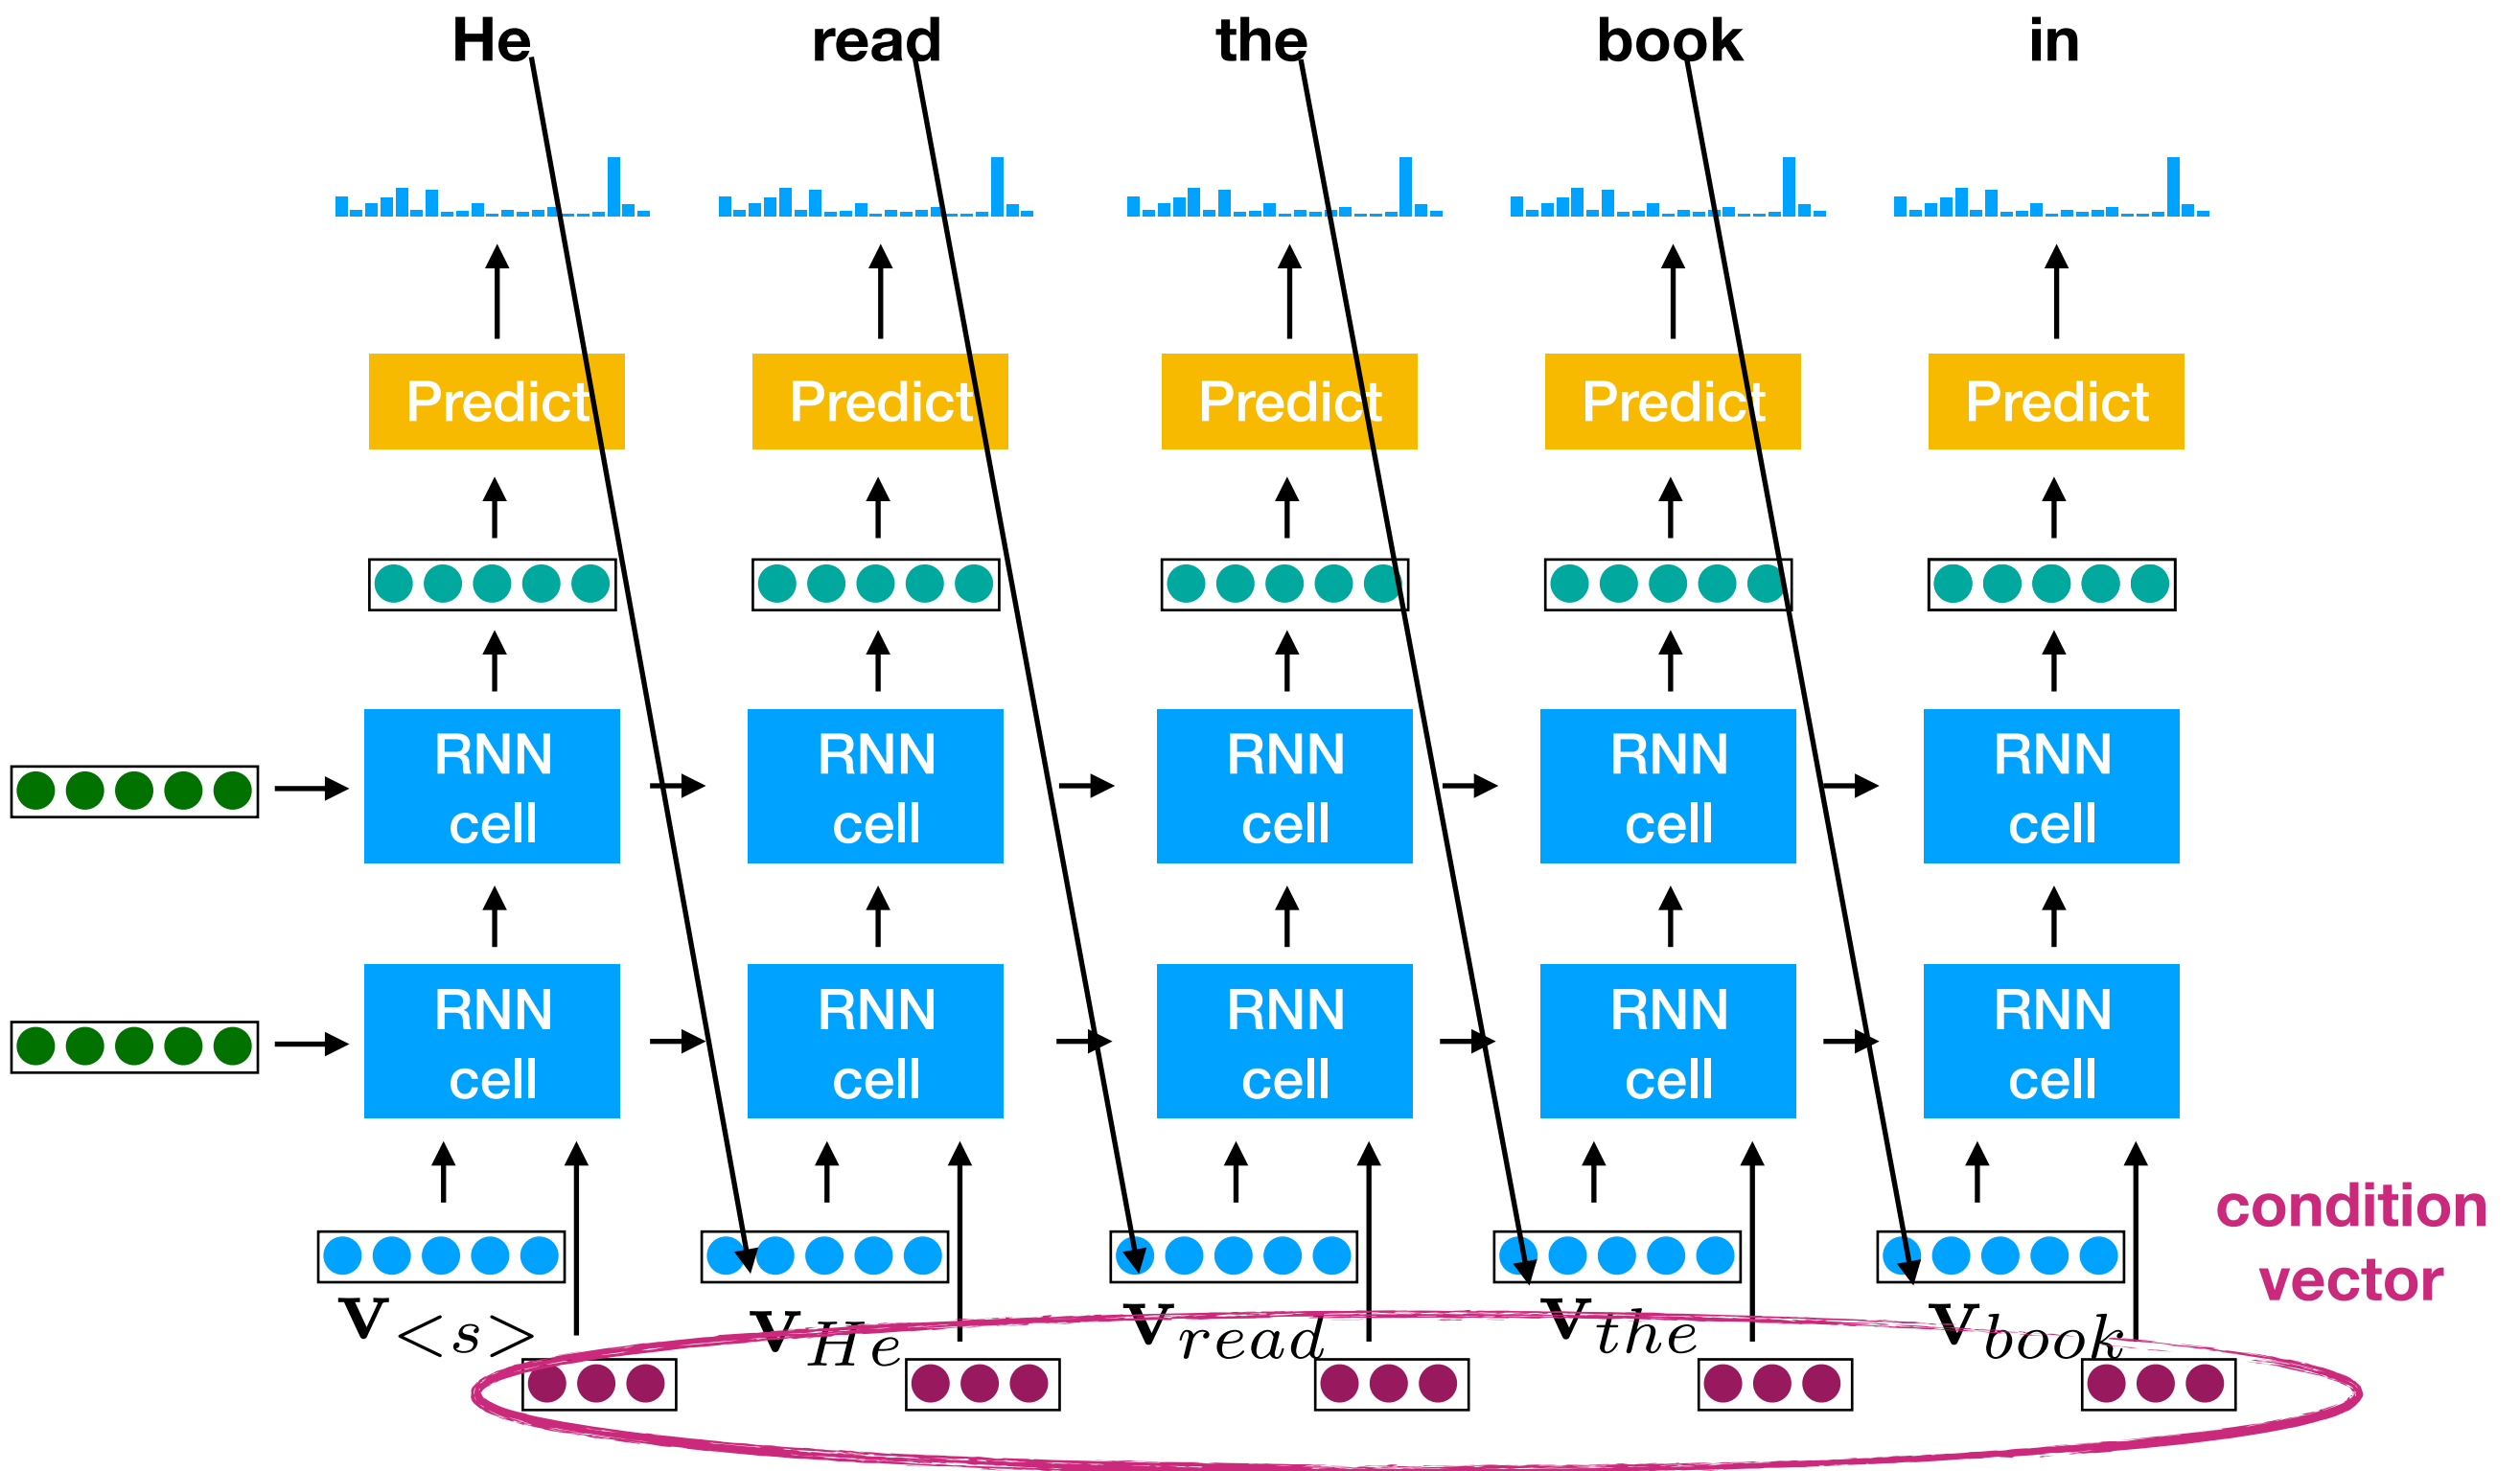 He read the book in
Predict Predict Predict Predict Predict
RNN cell RNN cell RNN cell RNN cell RNN cell
RNN cell RNN cell RNN cell RNN cell RNN cell
condition
vector
v<s> vHe vread vthe vbook